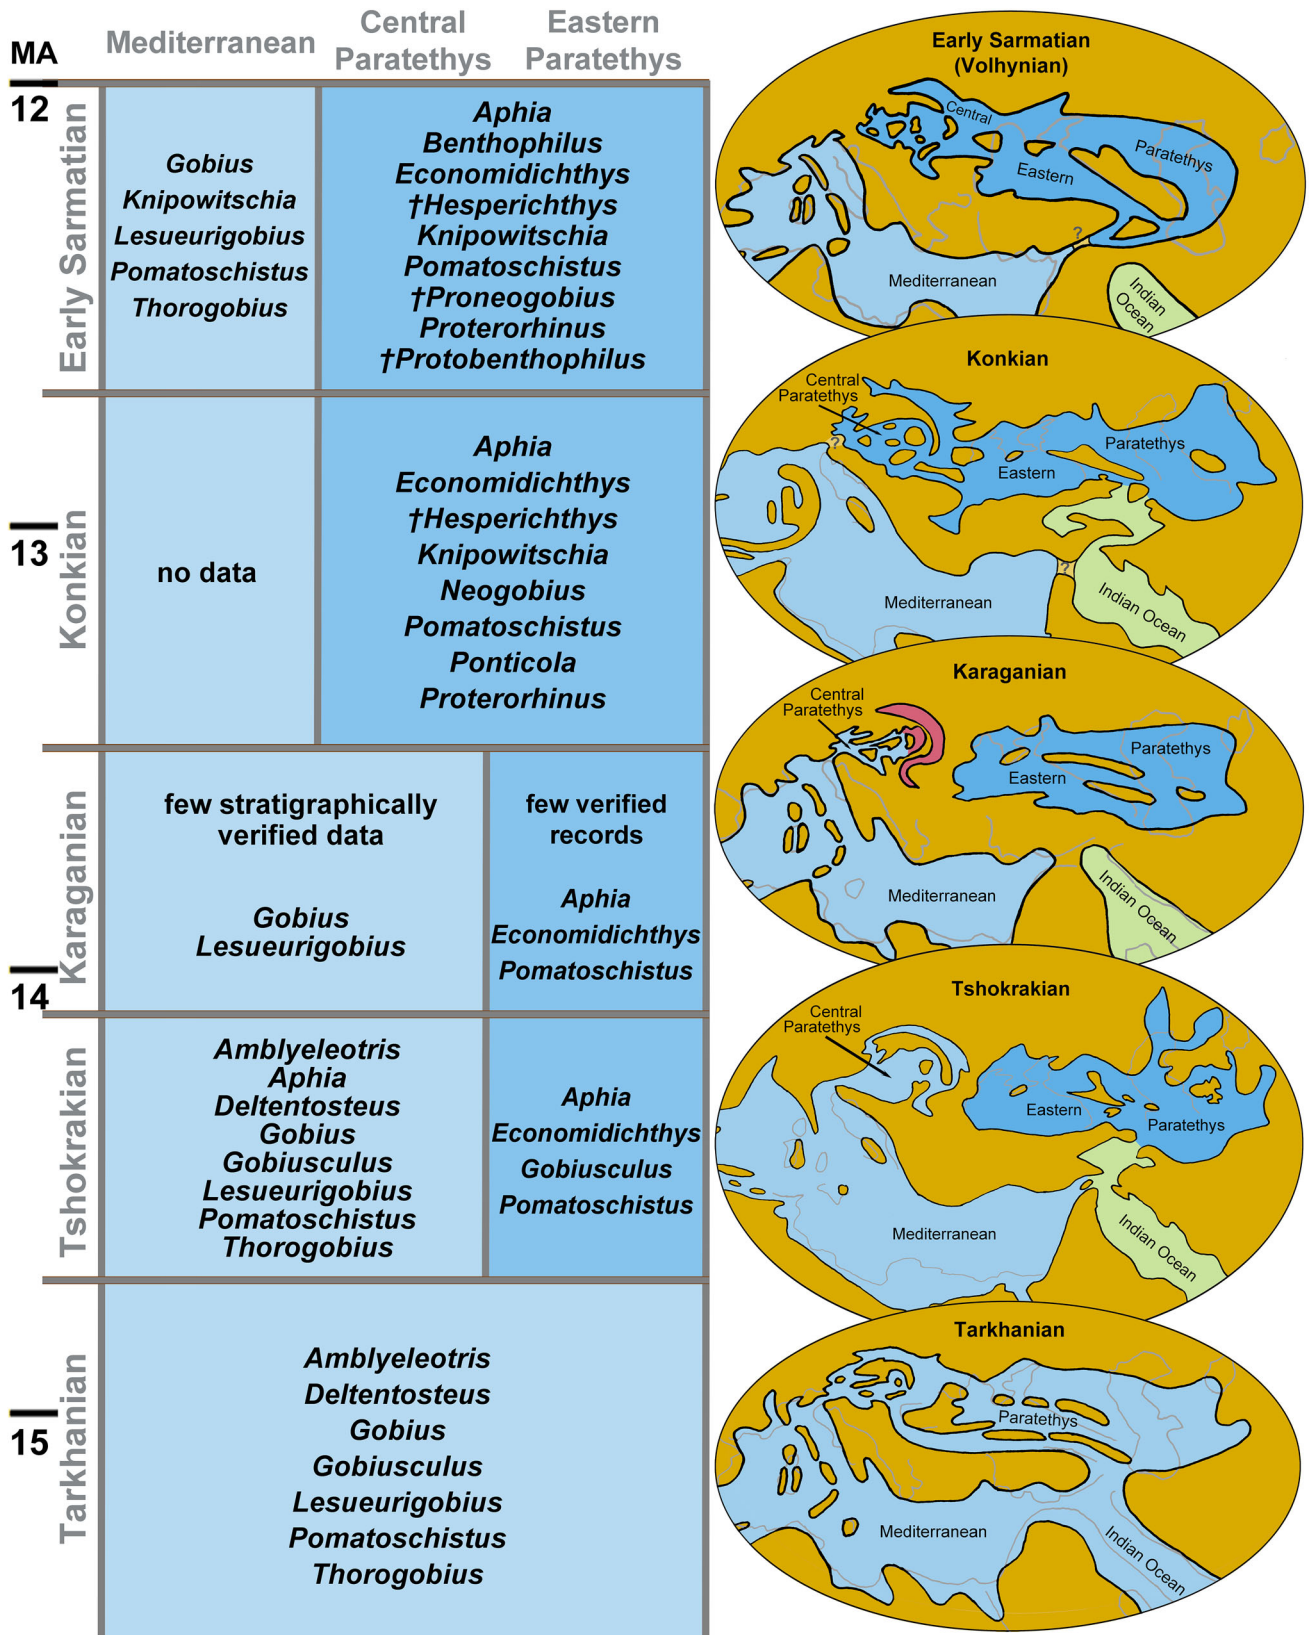 MA
Mediterranean
Central
Paratethys
Eastern
Paratethys
12
Early Sarmatian
Gobius
Knipowitschia
Lesueurigobius
Pomatoschistus
Thorogobius
Aphia
Benthophilus
Economidichthys
†Hesperichthys
Knipowitschia
Pomatoschistus
†Proneogobius
Proterorhinus
†Protobenthophilus
13
Konkian
no data
Aphia
Economidichthys
†Hesperichthys
Knipowitschia
Neogobius
Pomatoschistus
Ponticola
Proterorhinus
Karaganian
14
few stratigraphically
verified data
Gobius
Lesueurigobius
few verified
records
Aphia
Economidichthys
Pomatoschistus
Tshokrakian
Amblyeleotris
Aphia
Deltentosteus
Gobius
Gobiusculus
Lesueurigobius
Pomatoschistus
Thorogobius
Aphia
Economidichthys
Gobiusculus
Pomatoschistus
15
Tarkhanian
Amblyeleotris
Deltentosteus
Gobius
Gobiusculus
Lesueurigobius
Pomatoschistus
Thorogobius
Early Sarmatian
(Volhynian)
Central
Paratethys
Eastern
?
Mediterranean
Indian
Ocean
Konkian
Central
Paratethys
?
Paratethys
Eastern
?
Mediterranean
Indian Ocean
Karaganian
Central
Paratethys
Paratethys
Eastern
Mediterranean
Indian Ocean
Tshokrakian
Central
Paratethys
Eastern
Paratethys
Mediterranean
Indian Ocean
Tarkhanian
Paratethys
Mediterranean
Indian Ocean